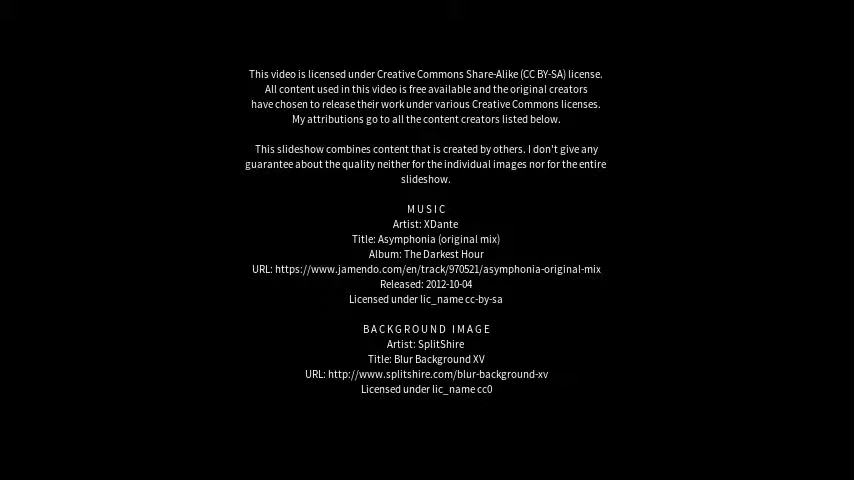 This video is licensed under Creative Commons Share-Alike (CC BY-SA) license.
All content used in this video is free available and the original creators
have chosen to release their work under various Creative Commons licenses.
My attributions go to all the content creators listed below.
This slideshow combines content that is created by others. I don't give any
guarantee about the quality neither for the individual images nor for the entire
slideshow.
MUSIC
Artist: XDante
Title: Asymphonia (original mix)
Album: The Darkest Hour
URL: https://www.jamendo.com/en/track/970521/asymphonia-original-mix
Released: 2012-10-04
Licensed under lic_name cc-by-sa
BACKGROUND IMAGE
Artist: SplitShire
Title: Blur Background XV
URL: http://www.splitshire.com/blur-background-xv
Licensed under lic_name cc0